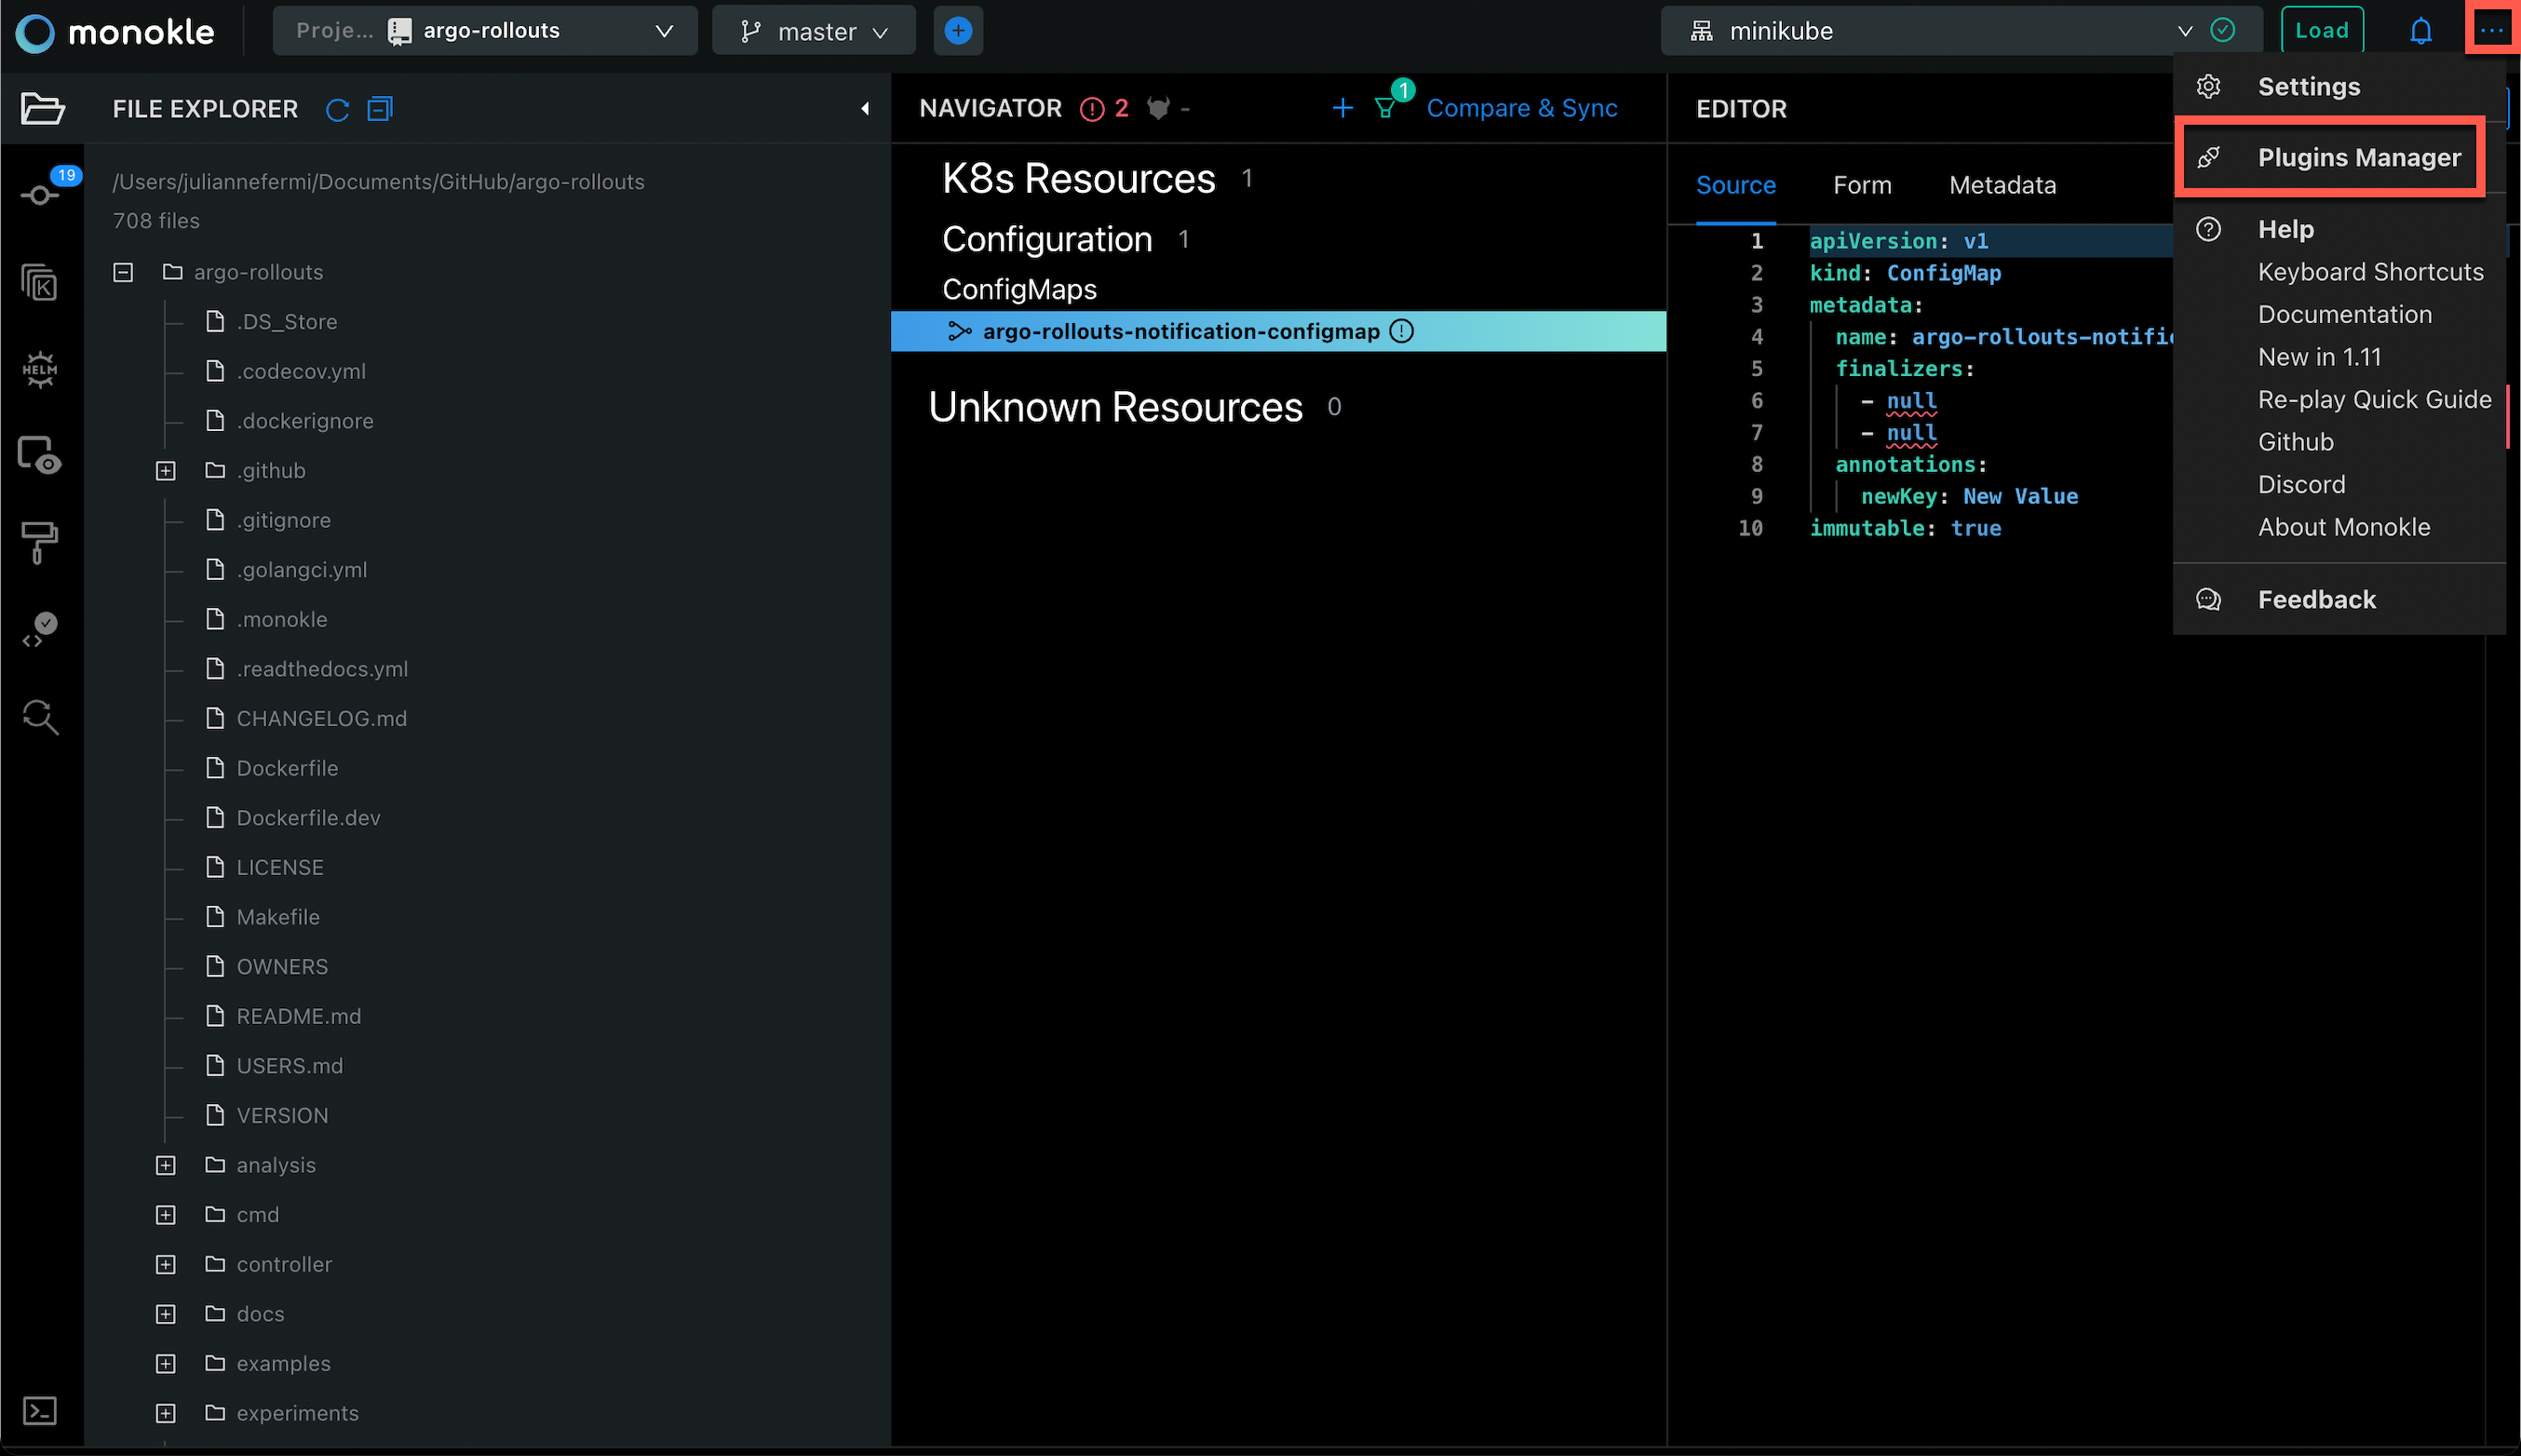 monokle
Proje... argo-rollouts
master
minikube
Load
...
FILE EXPLORER
19
/Users/juliannefermi/Documents/GitHub/argo-rollouts
708 files
argo-rollouts
.DS_Store
.codecov.yml
.dockerignore
.github
.gitignore
.golangci.yml
.monokle
.readthedocs.yml
CHANGELOG.md
Dockerfile
Dockerfile.dev
LICENSE
Makefile
OWNERS
README.md
USERS.md
VERSION
analysis
cmd
controller
docs
examples
experiments
K
HELM
NAVIGATOR 2 -
1
Compare & Sync
K8s Resources 1
Configuration 1
ConfigMaps
argo-rollouts-notification-configmap
Unknown Resources 0
EDITOR
Source Form Metadata
1 apiVersion: v1
2 kind: ConfigMap
3 metadata:
4 name: argo-rollouts-notific
5 finalizers:
6 - null
7 - null
8 annotations:
9 newKey: New Value
10 immutable: true
Settings
Plugins Manager
Help
Keyboard Shortcuts
Documentation
New in 1.11
Re-play Quick Guide
Github
Discord
About Monokle
Feedback